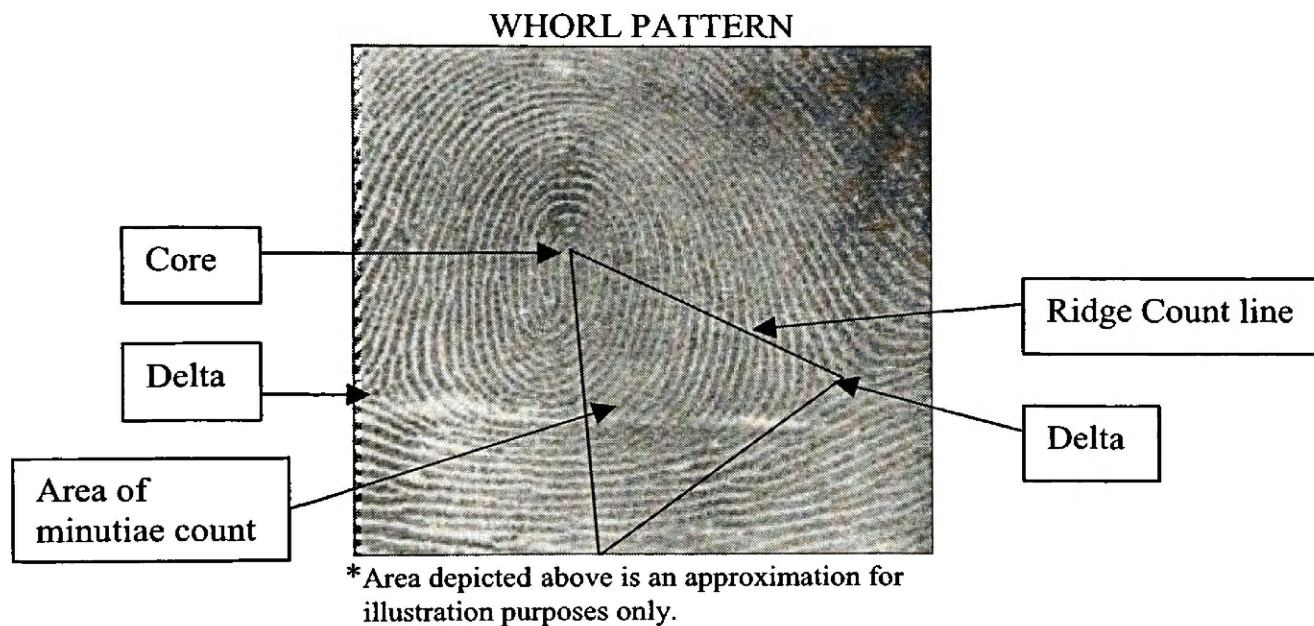 WHORL PATTERN
Core
Delta
Area of
minutiae count
Ridge Count line
Delta
*Area depicted above is an approximation for
illustration purposes only.